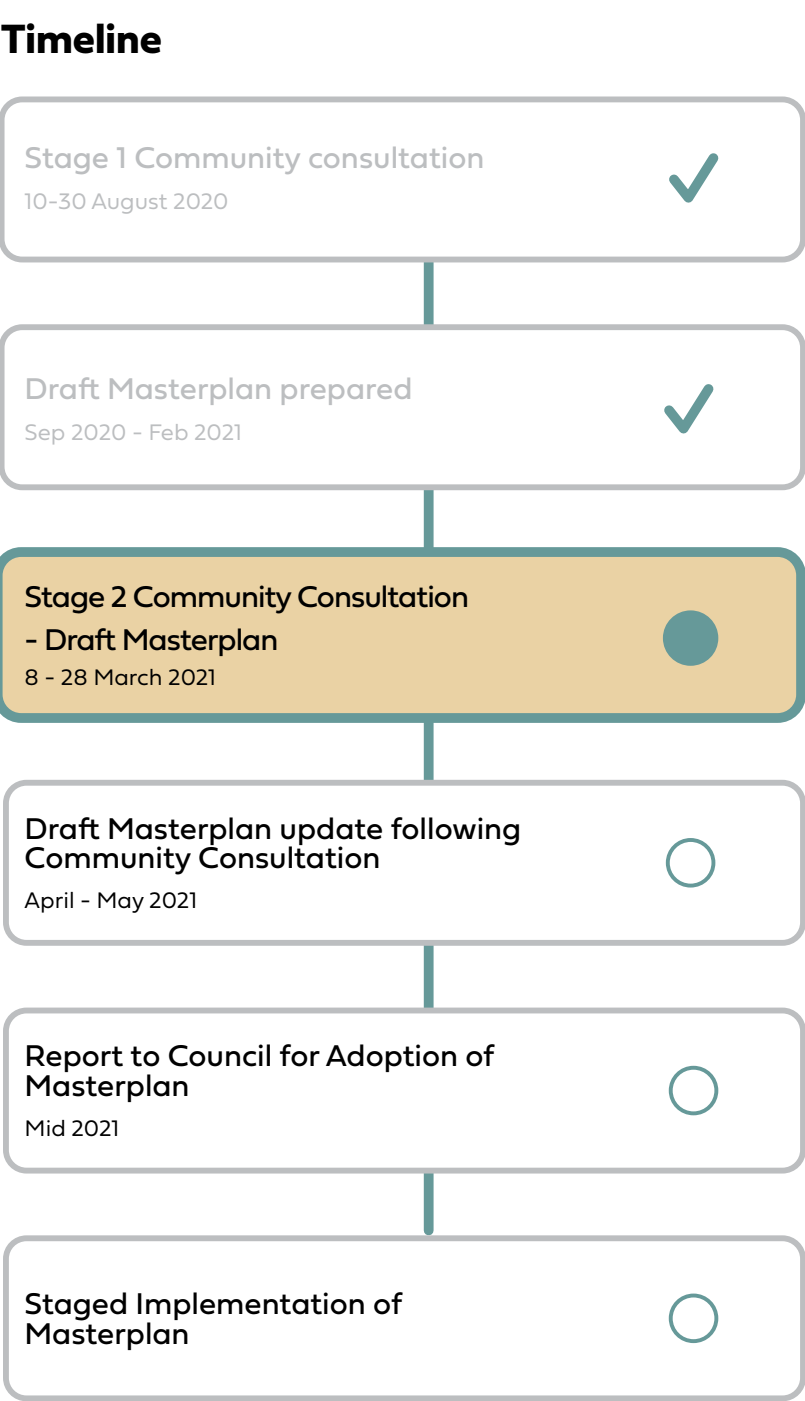 Timeline
Stage 1 Community consultation
10-30 August 2020
Draft Masterplan prepared
Sep 2020 - Feb 2021
Stage 2 Community Consultation
- Draft Masterplan
8 - 28 March 2021
Draft Masterplan update following
Community Consultation
April - May 2021
Report to Council for Adoption of
Masterplan
Mid 2021
Staged Implementation of
Masterplan